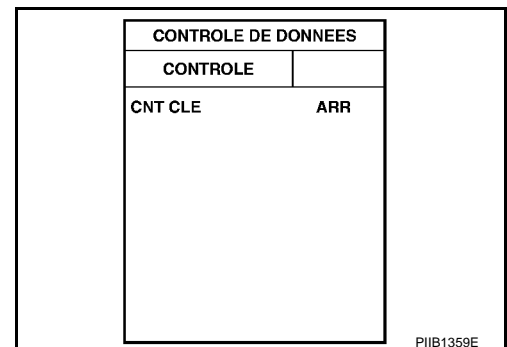 CONTROLE DE DONNEES
CONTROLE
CNT CLE ARR
PIIB1359E